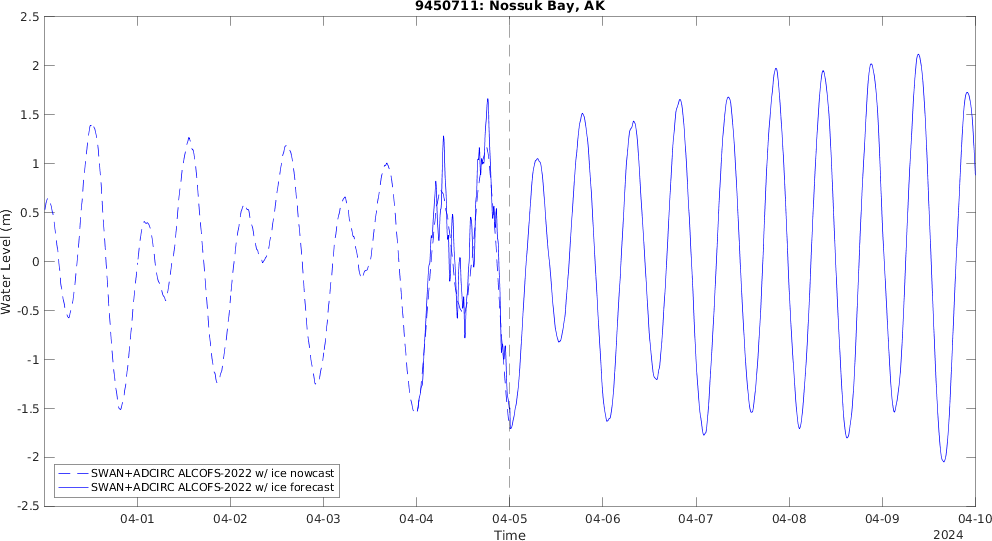 9450711: Nossuk Bay, AK
2.5
2
1.5
1
0.5
0
-0.5
-1
-1.5
-2
-2.5
Water Level (m)
SWAN+ADCIRC ALCOFS-2022 w/ ice nowcast
SWAN+ADCIRC ALCOFS-2022 w/ ice forecast
04-01 04-02 04-03 04-04 04-05 04-06 04-07 04-08 04-09 04-10
Time
2024